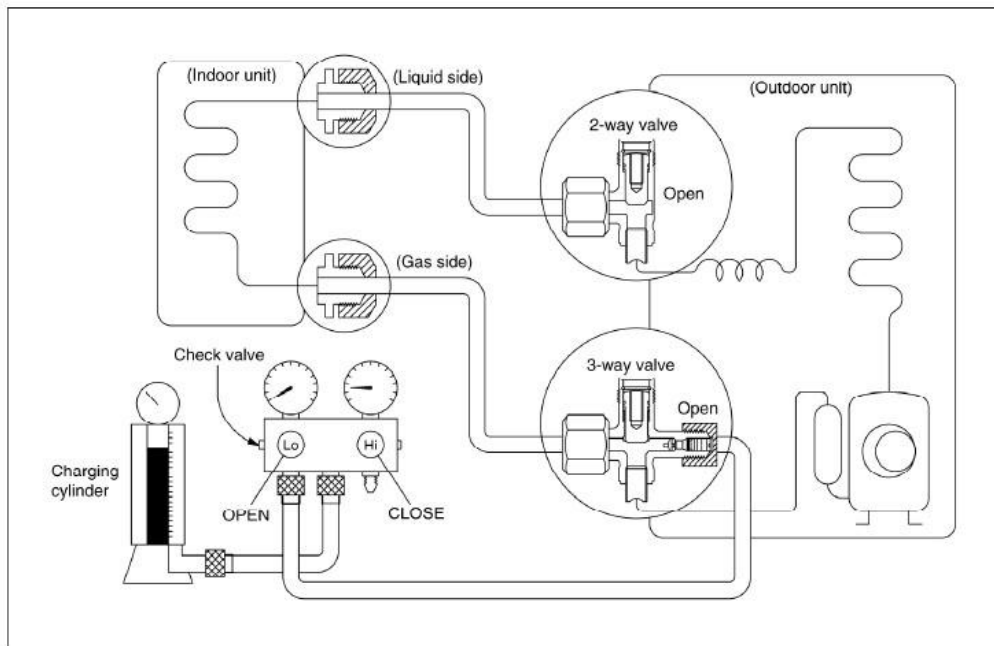 (Indoor unit)
(Liquid side)
(Outdoor unit)
2-way valve
Open
(Gas side)
Check valve
3-way valve
Open
Lo
Hi
Charging
cylinder
OPEN
CLOSE